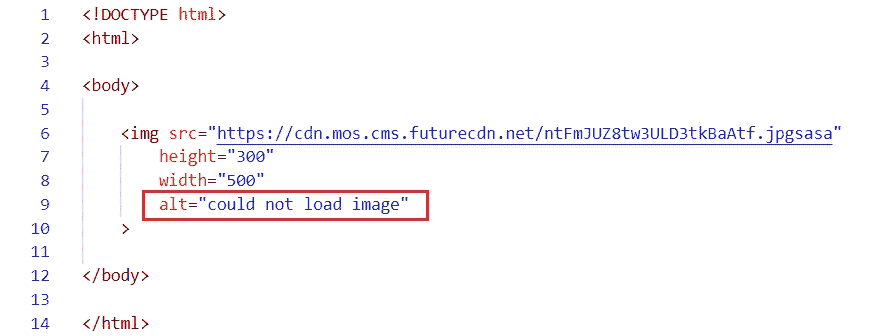 1 <!DOCTYPE html>
2 <html>
3
4 <body>
5
6 <img src="https://cdn.mos.cms.futurecdn.net/ntFmJUZ8tw3ULD3tkBaAtf.jpgsasa"
7 height="300"
8 width="500"
9 alt="could not load image"
10 >
11
12 </body>
13
14 </html>